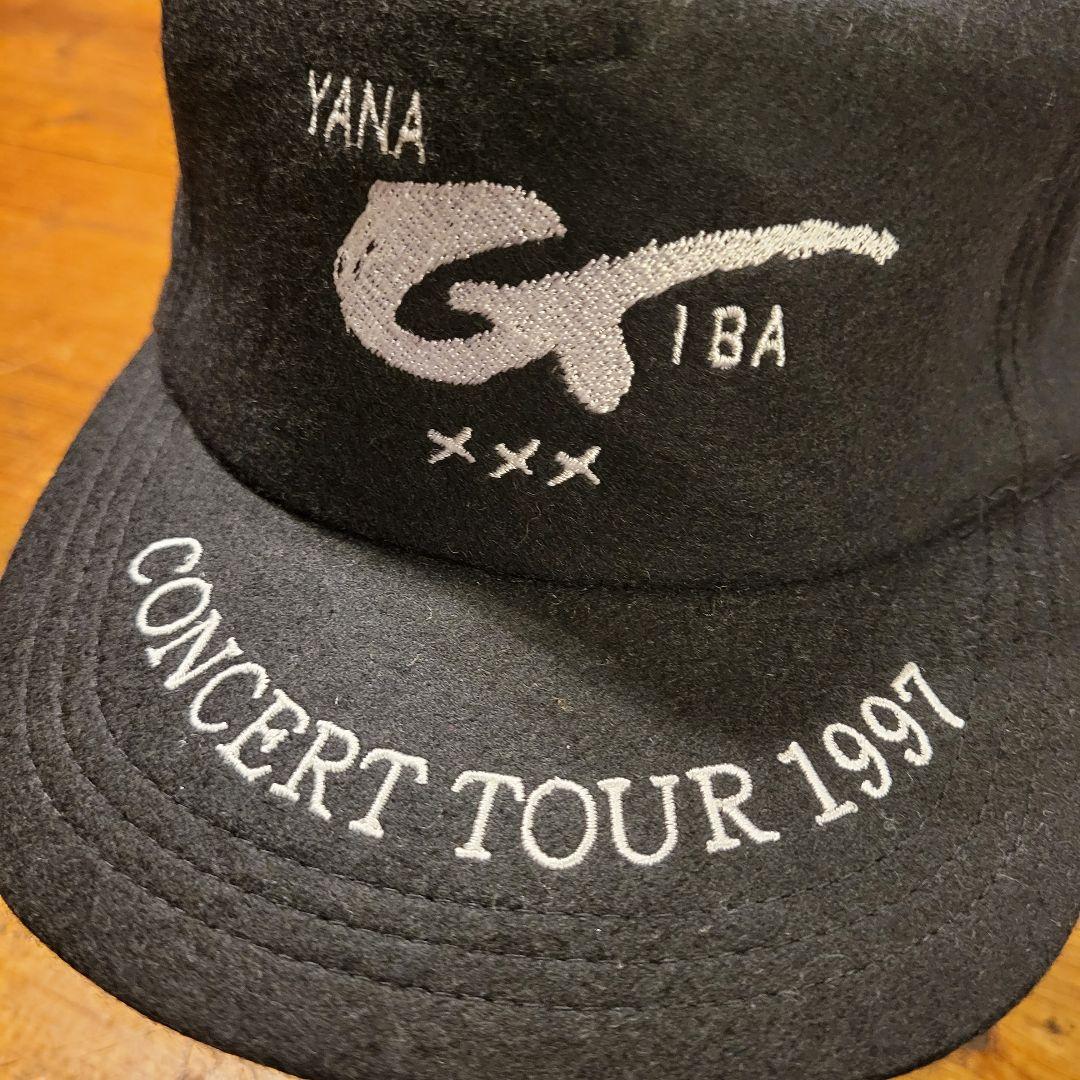 YANA
G
IBA
×××
CONCERT TOUR 1997